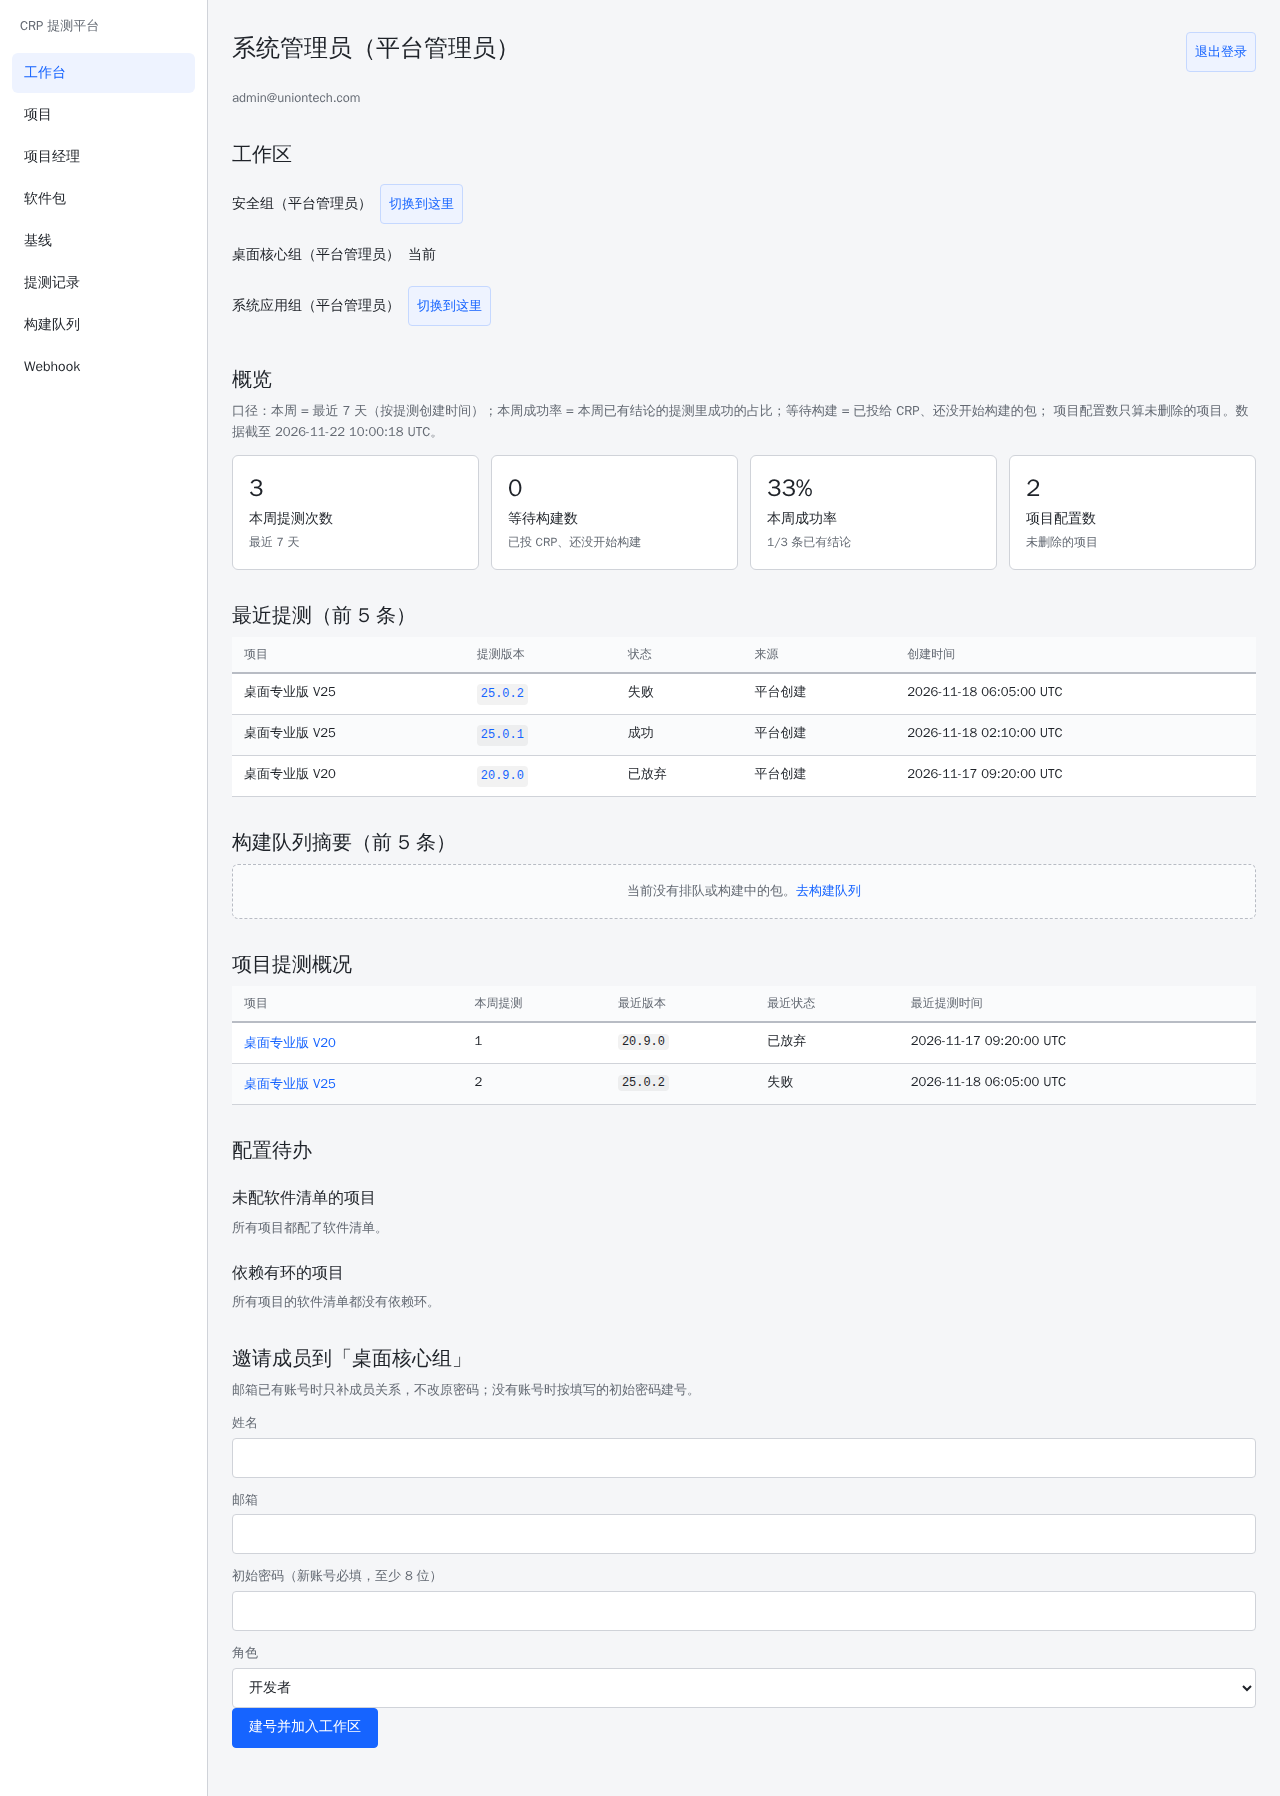 CRP 提测平台
工作台
项目
项目经理
软件包
基线
提测记录
构建队列
Webhook
系统管理员（平台管理员）
退出登录
admin@uniontech.com
工作区
安全组（平台管理员） 切换到这里
桌面核心组（平台管理员） 当前
系统应用组（平台管理员） 切换到这里
概览
口径：本周 = 最近 7 天（按提测创建时间）；本周成功率 = 本周已有结论的提测里成功的占比；等待构建 = 已投给 CRP、还没开始构建的包； 项目配置数只算未删除的项目。数
据截至 2026-11-22 10:00:18 UTC。
3
本周提测次数
最近 7 天
0
等待构建数
已投 CRP、还没开始构建
33%
本周成功率
1/3 条已有结论
2
项目配置数
未删除的项目
最近提测（前 5 条）
项目 提测版本 状态 来源 创建时间
桌面专业版 V25 25.0.2 失败 平台创建 2026-11-18 06:05:00 UTC
桌面专业版 V25 25.0.1 成功 平台创建 2026-11-18 02:10:00 UTC
桌面专业版 V20 20.9.0 已放弃 平台创建 2026-11-17 09:20:00 UTC
构建队列摘要（前 5 条）
当前没有排队或构建中的包。去构建队列
项目提测概况
项目 本周提测 最近版本 最近状态 最近提测时间
桌面专业版 V20 1 20.9.0 已放弃 2026-11-17 09:20:00 UTC
桌面专业版 V25 2 25.0.2 失败 2026-11-18 06:05:00 UTC
配置待办
未配软件清单的项目
所有项目都配了软件清单。
依赖有环的项目
所有项目的软件清单都没有依赖环。
邀请成员到「桌面核心组」
邮箱已有账号时只补成员关系，不改原密码；没有账号时按填写的初始密码建号。
姓名
邮箱
初始密码（新账号必填，至少 8 位）
角色
开发者
建号并加入工作区